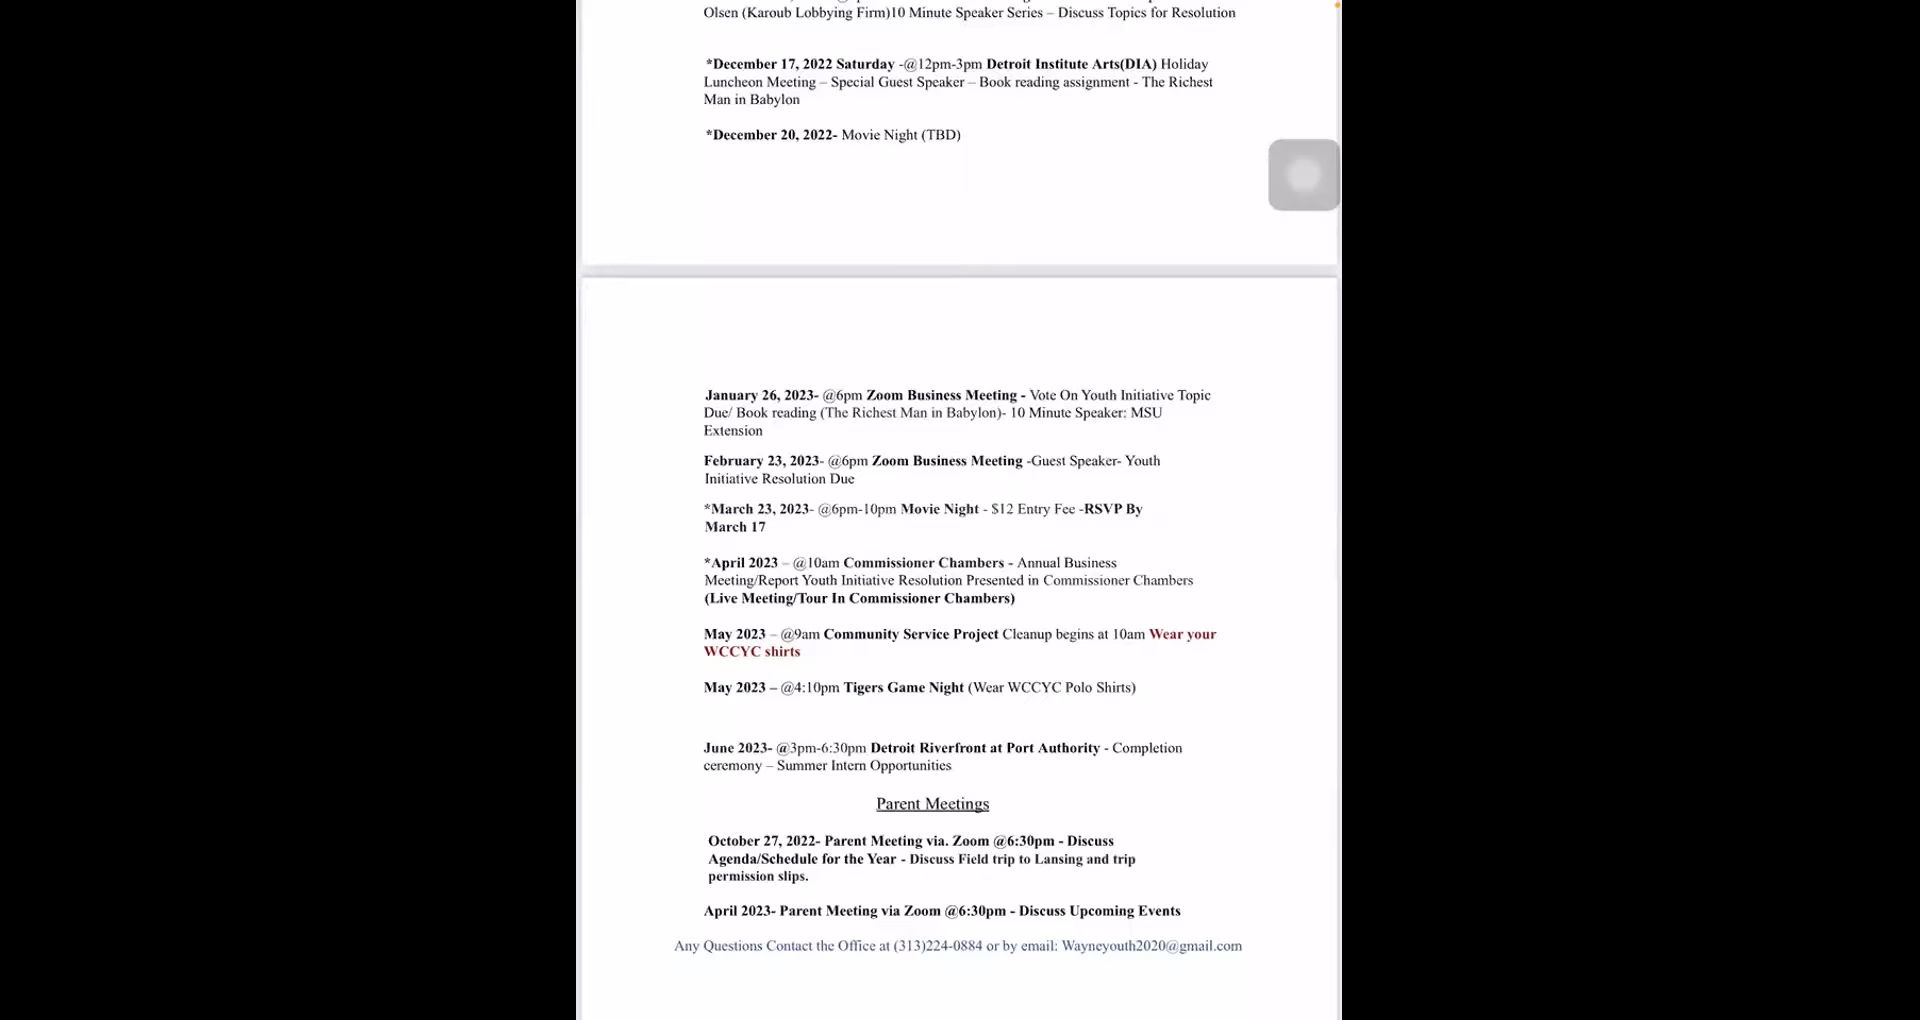 Olsen (Karoub Lobbying Firm)10 Minute Speaker Series – Discuss Topics for Resolution
*December 17, 2022 Saturday -@12pm-3pm Detroit Institute Arts(DIA) Holiday
Luncheon Meeting – Special Guest Speaker – Book reading assignment - The Richest
Man in Babylon
*December 20, 2022- Movie Night (TBD)
January 26, 2023- @6pm Zoom Business Meeting - Vote On Youth Initiative Topic
Due/ Book reading (The Richest Man in Babylon)- 10 Minute Speaker: MSU
Extension
February 23, 2023- @6pm Zoom Business Meeting -Guest Speaker- Youth
Initiative Resolution Due
*March 23, 2023- @6pm-10pm Movie Night - $12 Entry Fee -RSVP By
March 17
*April 2023 – @10am Commissioner Chambers - Annual Business
Meeting/Report Youth Initiative Resolution Presented in Commissioner Chambers
(Live Meeting/Tour In Commissioner Chambers)
May 2023 – @9am Community Service Project Cleanup begins at 10am Wear your
WCCYC shirts
May 2023 – @4:10pm Tigers Game Night (Wear WCCYC Polo Shirts)
June 2023- @3pm-6:30pm Detroit Riverfront at Port Authority - Completion
ceremony – Summer Intern Opportunities
Parent Meetings
October 27, 2022- Parent Meeting via. Zoom @6:30pm - Discuss
Agenda/Schedule for the Year - Discuss Field trip to Lansing and trip
permission slips.
April 2023- Parent Meeting via Zoom @6:30pm - Discuss Upcoming Events
Any Questions Contact the Office at (313)224-0884 or by email: Wayneyouth2020@gmail.com